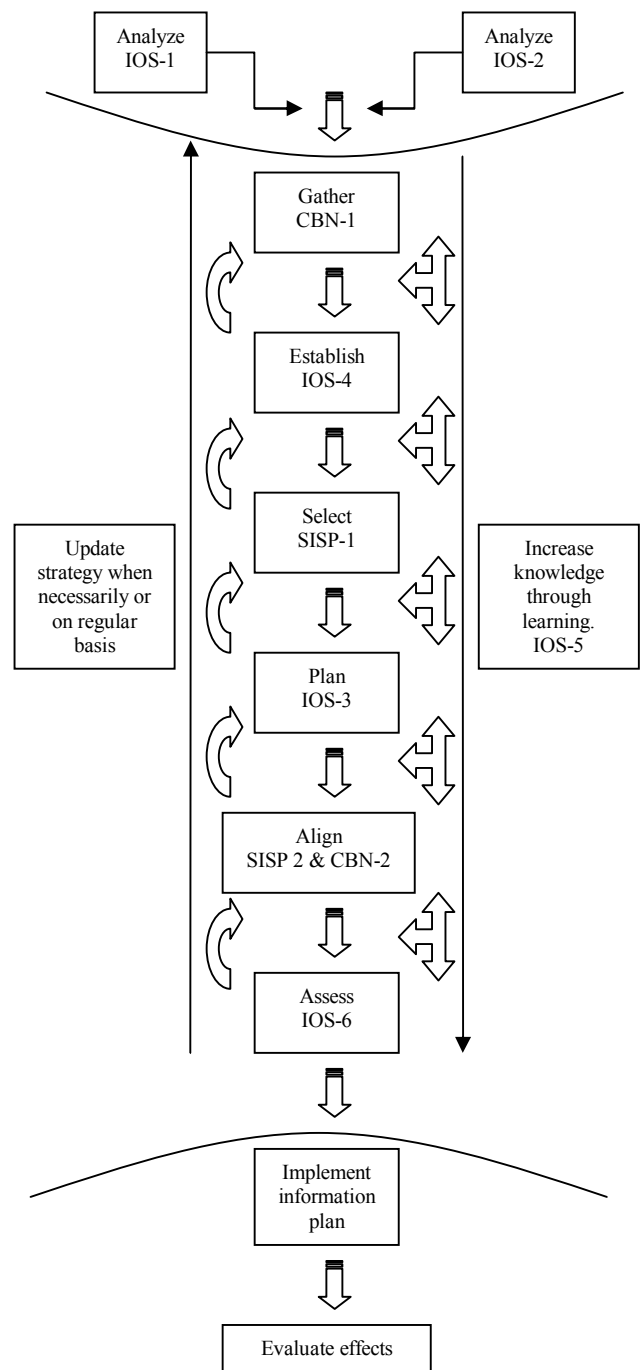 Analyze
IOS-1
Analyze
IOS-2
Gather
CBN-1
Establish
IOS-4
Select
SISP-1
Update
strategy when
necessarily or
on regular
basis
Increase
knowledge
through
learning.
IOS-5
Plan
IOS-3
Align
SISP 2 & CBN-2
Assess
IOS-6
Implement
information
plan
Evaluate effects